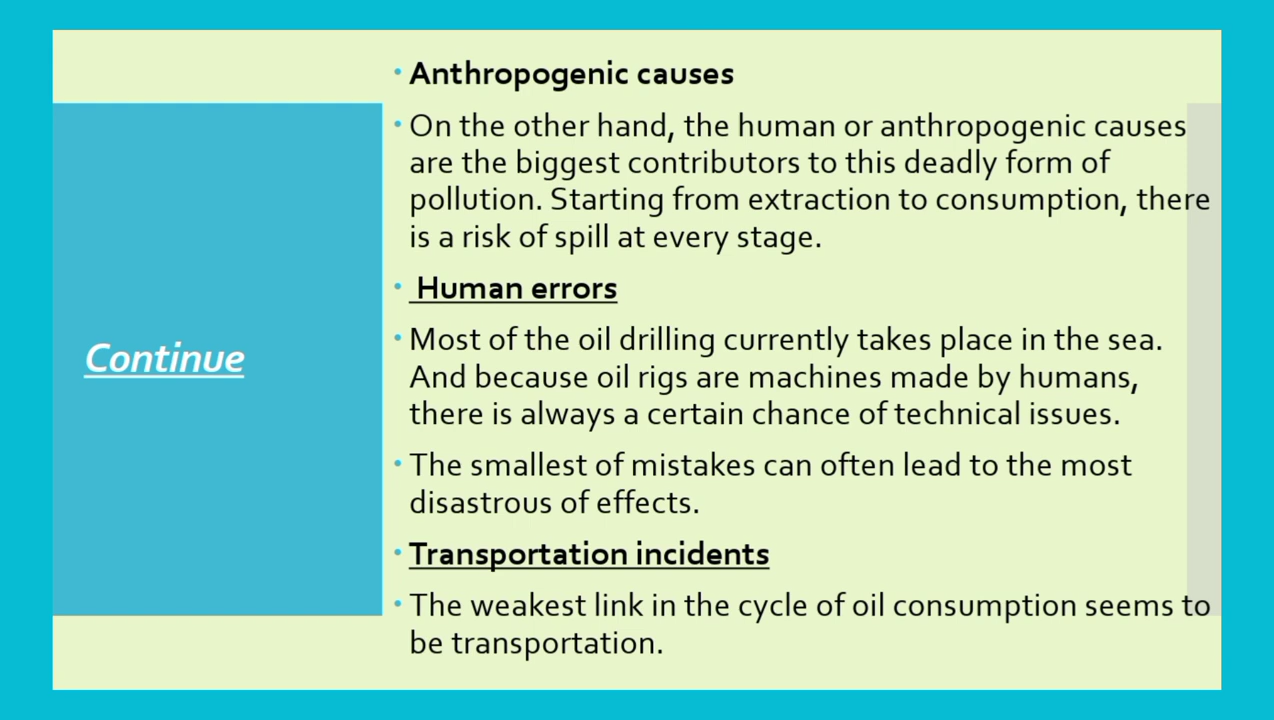 Continue
Anthropogenic causes
On the other hand, the human or anthropogenic causes
are the biggest contributors to this deadly form of
pollution. Starting from extraction to consumption, there
is a risk of spill at every stage.
Human errors
Most of the oil drilling currently takes place in the sea.
And because oil rigs are machines made by humans,
there is always a certain chance of technical issues.
The smallest of mistakes can often lead to the most
disastrous of effects.
Transportation incidents
The weakest link in the cycle of oil consumption seems to
be transportation.